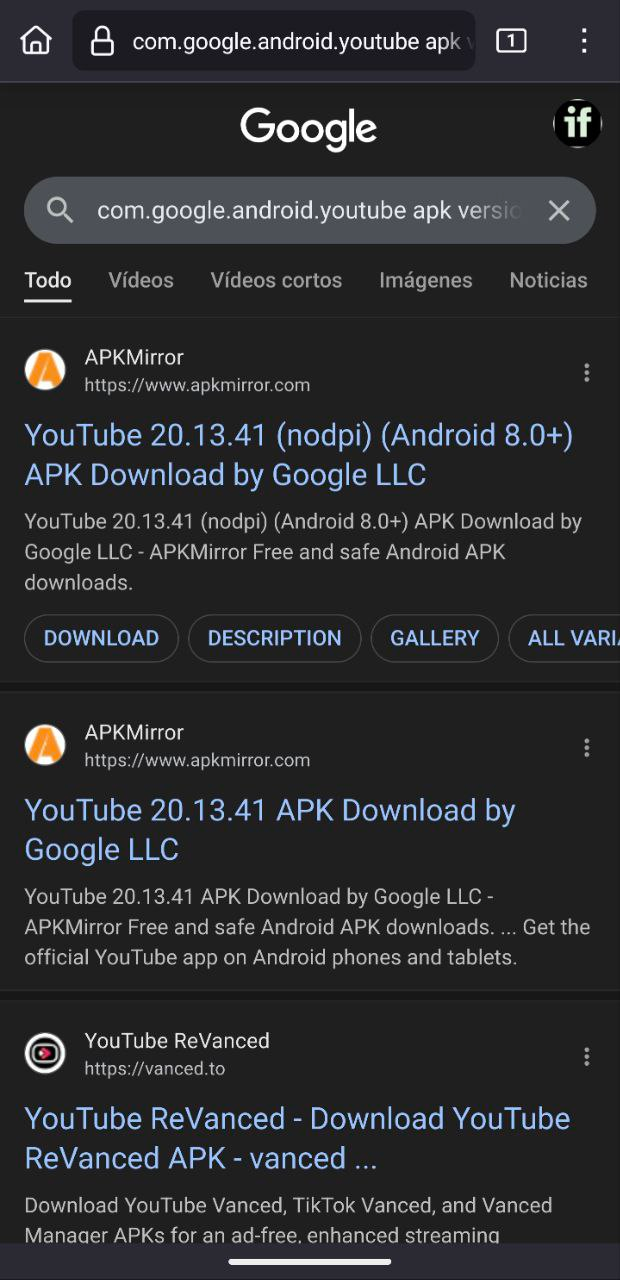 com.google.android.youtube apk v
1
Google
if
com.google.android.youtube apk versio
Todo Vídeos Vídeos cortos Imágenes Noticias
APKMirror
https://www.apkmirror.com
YouTube 20.13.41 (nodpi) (Android 8.0+)
APK Download by Google LLC
YouTube 20.13.41 (nodpi) (Android 8.0+) APK Download by
Google LLC - APKMirror Free and safe Android APK
downloads.
DOWNLOAD DESCRIPTION GALLERY ALL VARIA
APKMirror
https://www.apkmirror.com
YouTube 20.13.41 APK Download by
Google LLC
YouTube 20.13.41 APK Download by Google LLC -
APKMirror Free and safe Android APK downloads. ... Get the
official YouTube app on Android phones and tablets.
YouTube ReVanced
https://vanced.to
YouTube ReVanced - Download YouTube
ReVanced APK - vanced ...
Download YouTube Vanced, TikTok Vanced, and Vanced
Manager APKs for an ad-free, enhanced streaming